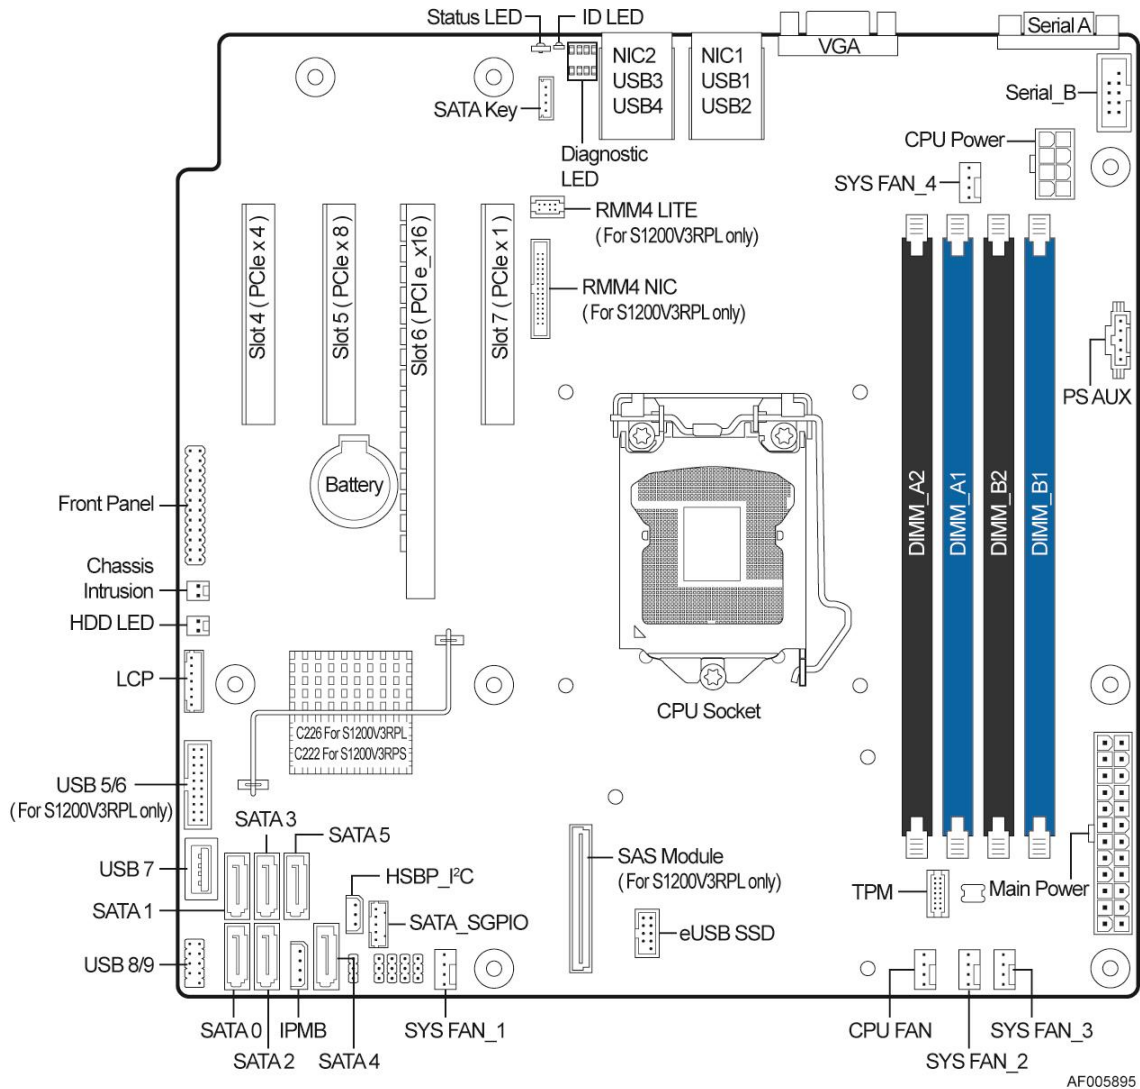 Status LED
ID LED
VGA
Serial A
NIC2
USB3
USB4
NIC1
USB1
USB2
SATA Key
Serial_B
Diagnostic
LED
CPU Power
SYS FAN_4
RMM4 LITE
( For S1200V3RPL only)
RMM4 NIC
( For S1200V3RPL only)
Slot 4 ( PCIe x 4 )
Slot 5 ( PCIe x 8 )
Slot 6 ( PCI e_x16 )
Slot 7 ( PCIe x 1 )
PS AUX
Battery
Front Panel
DIMM_A2
DIMM_A1
DIMM_B2
DIMM_B1
Chassis
Intrusion
HDD LED
LCP
CPU Socket
C226 For S1200V3RPL
C222 For S1200V3RPS
USB 5/6
( For S1200V3RPL only)
SATA 3
SATA 5
USB 7
HSBP_I²C
SAS Module
( For S1200V3RPL only)
TPM
Main Power
SATA 1
SATA_SGPIO
eUSB SSD
USB 8/9
SATA 0
IPMB
SYS FAN_1
CPU FAN
SYS FAN_3
SATA 2
SATA 4
SYS FAN_2
AF005895